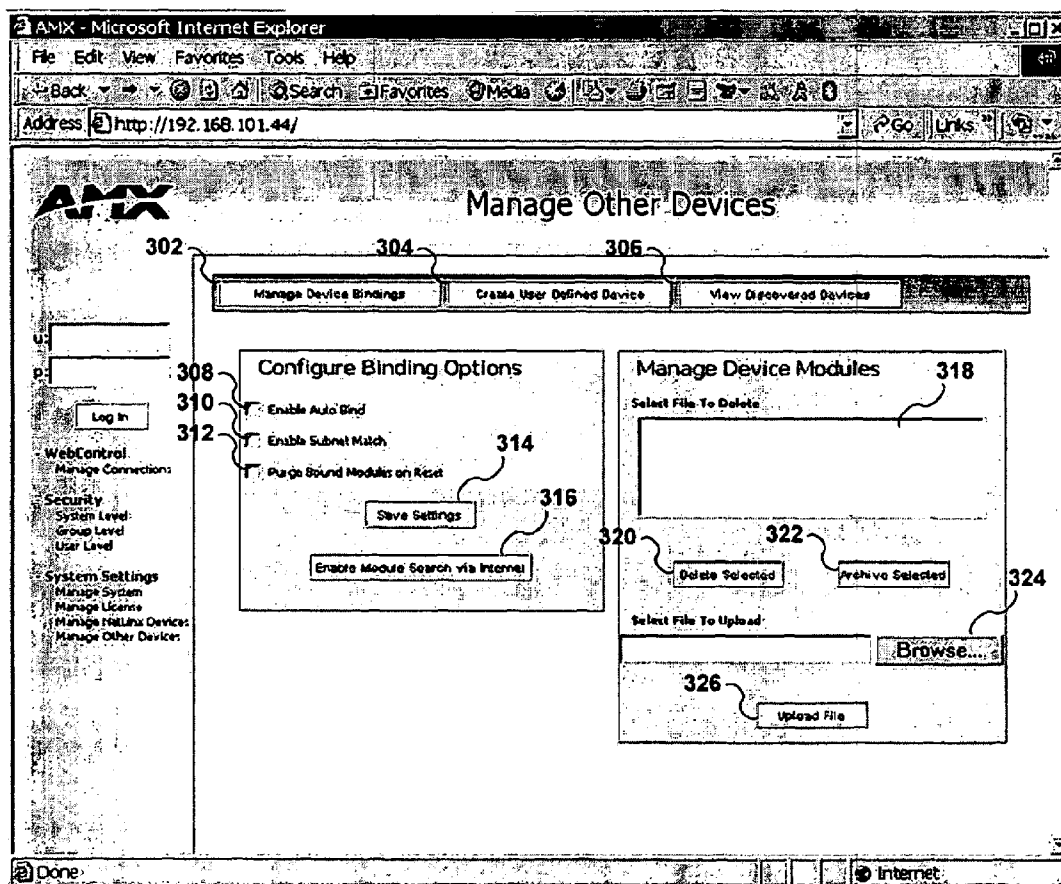 AMX - Microsoft Internet Explorer
File Edit View Favorites Tools Help
Back Search Favorites Media
Address http://192.168.101.44/ Go Links
AMX
Manage Other Devices
302 304 306
Manage Device Bindings Create User Defined Device View Discovered Devices
U:
P:
Log In
WebControl
Manage Connections
Security
System Level
Group Level
User Level
System Settings
Manage System
Manage License
Manage NetLinx Devices
Manage Other Devices
Configure Binding Options
308
Enable Auto Bind
310
Enable Subnet Match
312
Purge Bound Modules on Reset
314
Save Settings
316
Enable Module Search via Internet
Manage Device Modules
318
Select File To Delete
320 322
Delete Selected Archive Selected
324
Select File To Upload
Browse...
326
Upload File
Done Internet